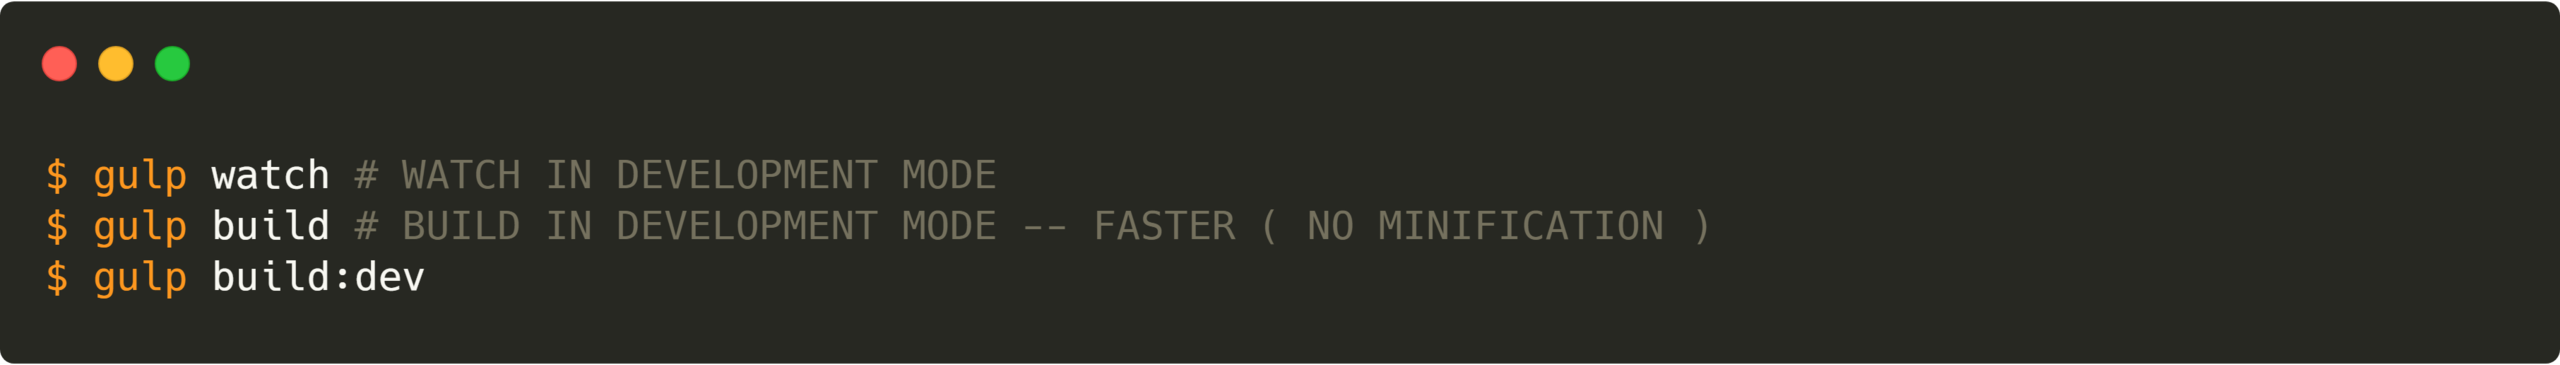 $ gulp watch # WATCH IN DEVELOPMENT MODE
$ gulp build # BUILD IN DEVELOPMENT MODE -- FASTER ( NO MINIFICATION )
$ gulp build:dev